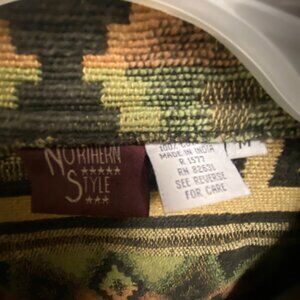 NORTHERN
STYLE
M
100%
MADE IN INDIA
R 1577
RN 82631
SEE REVERSE
FOR CARE